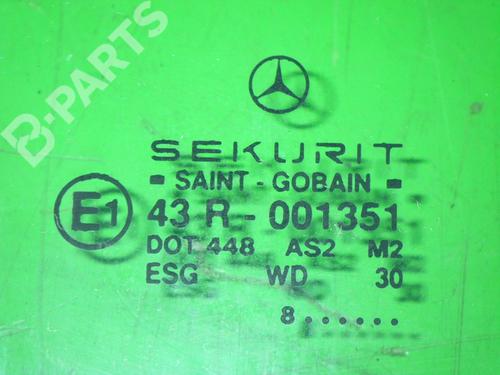 B-PARTS
SEKURIT
- SAINT - GOBAIN -
E1
43 R - 001351
DOT 448 AS2 M2
ESG WD 30
8......